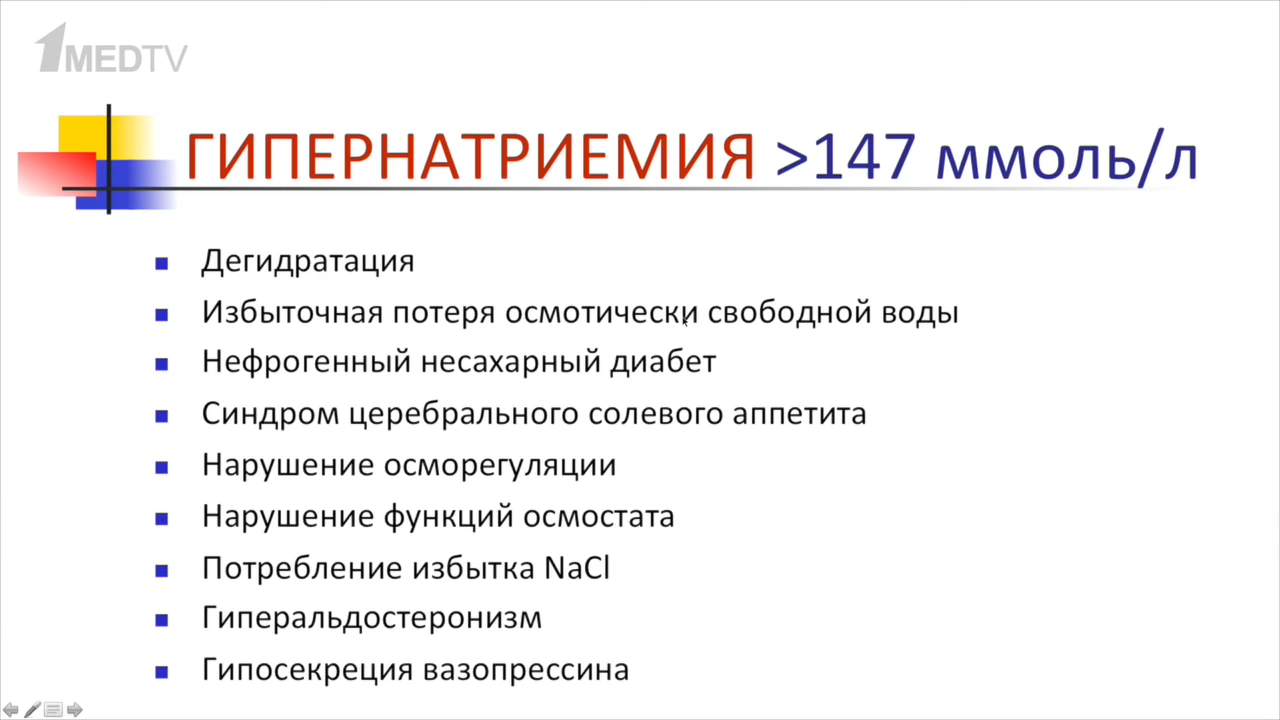 1MEDTV
ГИПЕРНАТРИЕМИЯ >147 ммоль/л
Дегидратация
Избыточная потеря осмотически свободной воды
Нефрогенный несахарный диабет
Синдром церебрального солевого аппетита
Нарушение осморегуляции
Нарушение функций осмостата
Потребление избытка NaCl
Гиперальдостеронизм
Гипосекреция вазопрессина